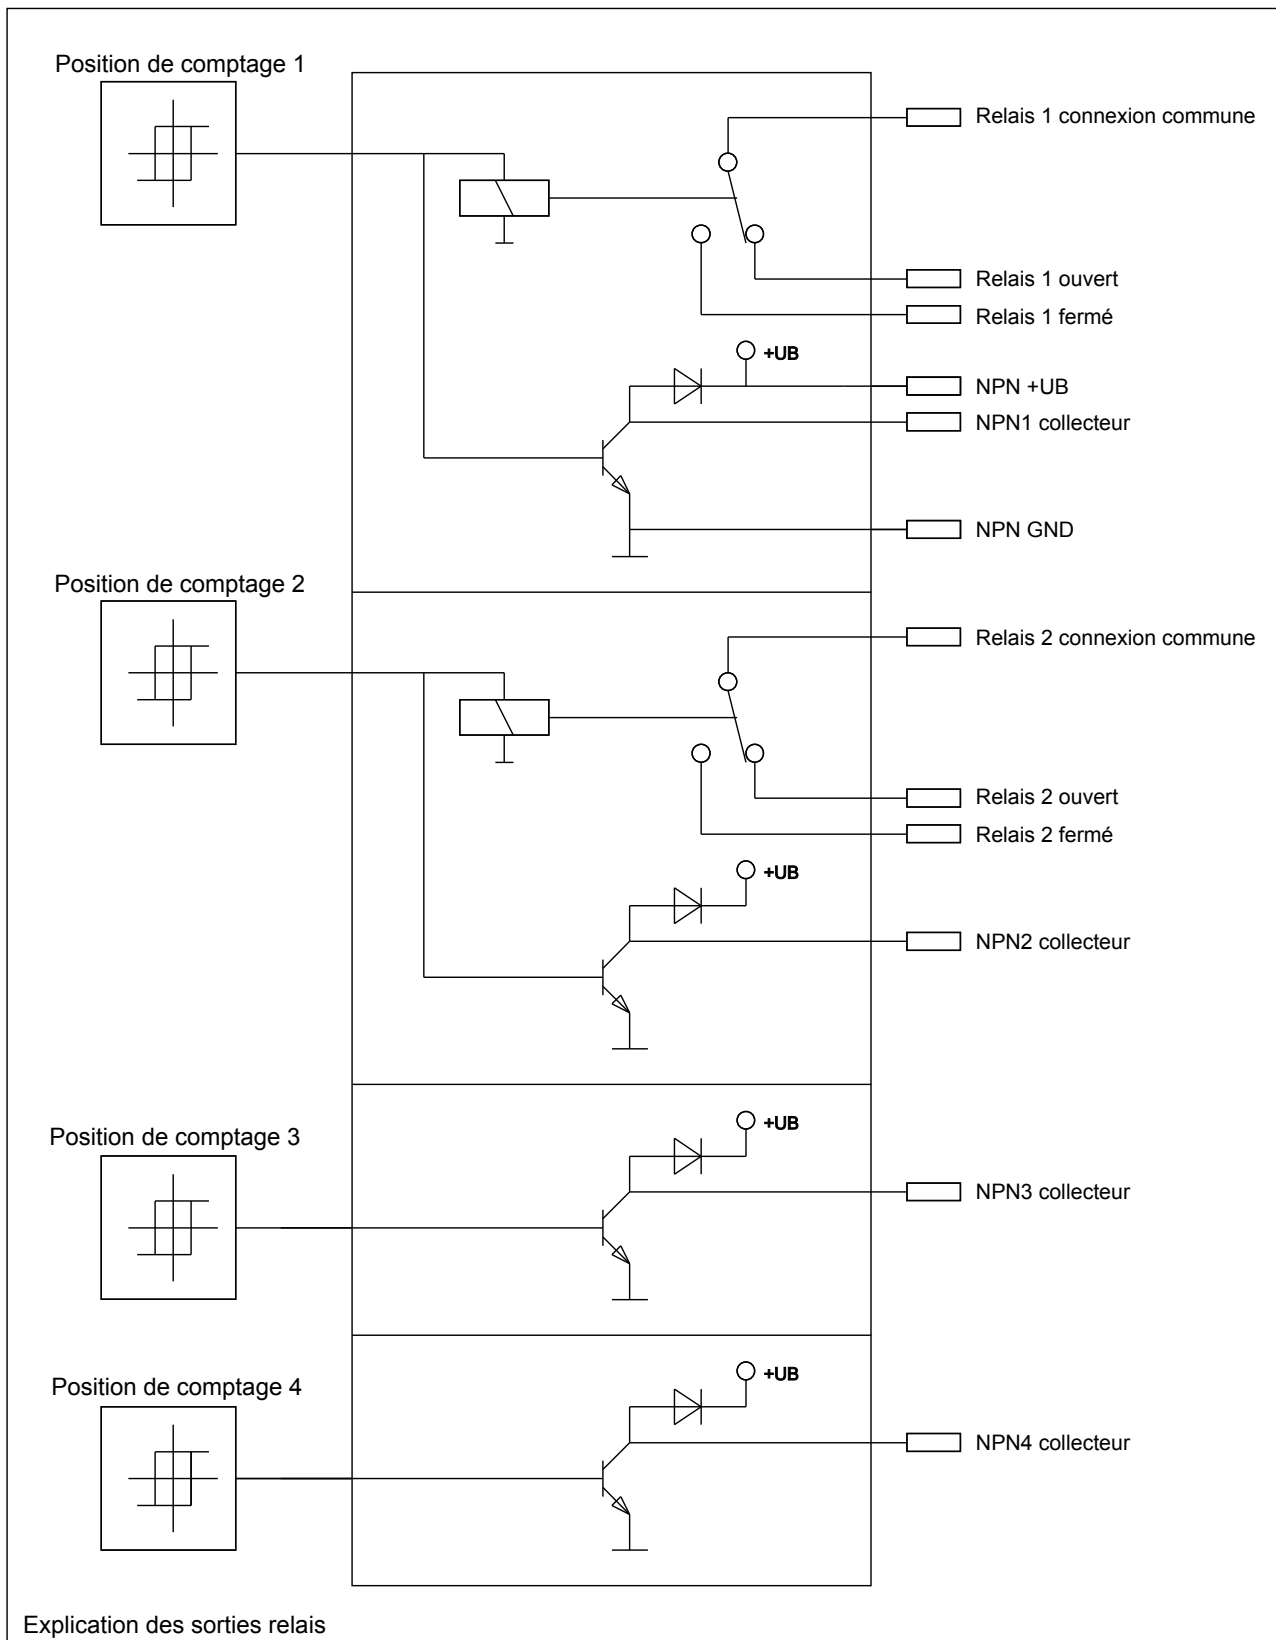 Position de comptage 1
Relais 1 connexion commune
Relais 1 ouvert
Relais 1 fermé
+UB
NPN +UB
NPN1 collecteur
NPN GND
Position de comptage 2
Relais 2 connexion commune
Relais 2 ouvert
Relais 2 fermé
+UB
NPN2 collecteur
Position de comptage 3
+UB
NPN3 collecteur
Position de comptage 4
+UB
NPN4 collecteur
Explication des sorties relais